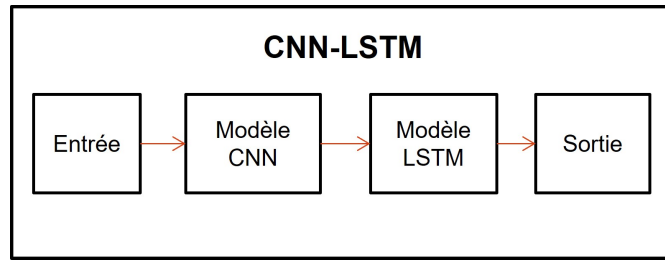 CNN-LSTM
Entrée
Modèle
CNN
Modèle
LSTM
Sortie